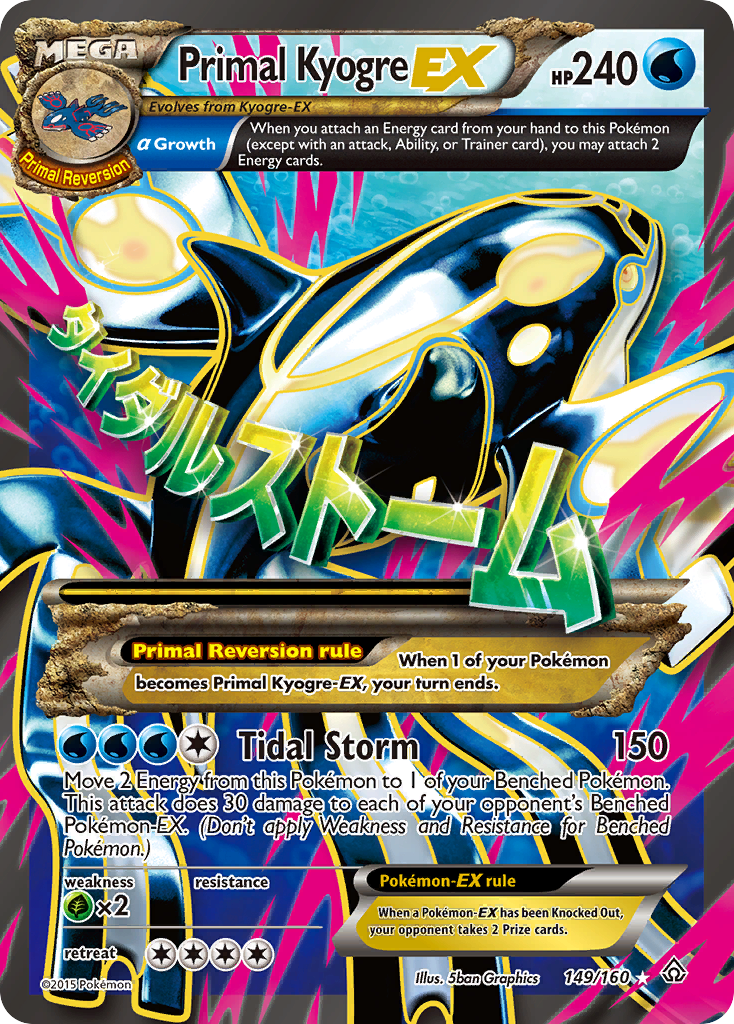 MEGA
Primal Kyogre EX
HP240
Evolves from Kyogre-EX
Primal Reversion
α Growth
When you attach an Energy card from your hand to this Pokémon
(except with an attack, Ability, or Trainer card), you may attach 2
Energy cards.
タイダルストーム
Primal Reversion rule
When 1 of your Pokémon
becomes Primal Kyogre-EX, your turn ends.
Tidal Storm 150
Move 2 Energy from this Pokémon to 1 of your Benched Pokémon.
This attack does 30 damage to each of your opponent's Benched
Pokémon-EX. (Don't apply Weakness and Resistance for Benched
Pokémon.)
weakness resistance
×2
Pokémon-EX rule
When a Pokémon-EX has been Knocked Out,
your opponent takes 2 Prize cards.
retreat
©2015 Pokémon
Illus. 5ban Graphics
149/160